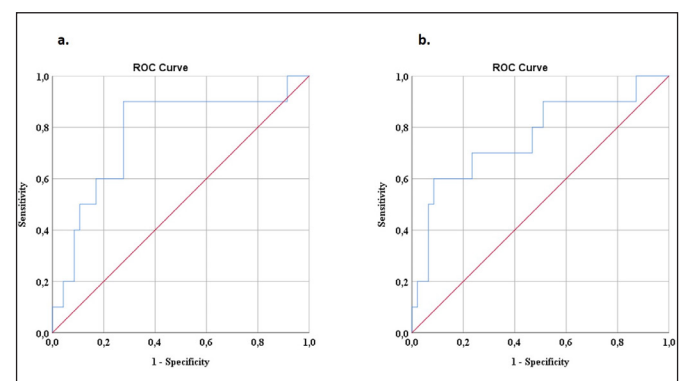 a.
ROC Curve
1,0
0,8
0,6
0,4
0,2
0,0
Sensitivity
0,0 0,2 0,4 0,6 0,8 1,0
1 - Specificity
b.
ROC Curve
1,0
0,8
0,6
0,4
0,2
0,0
Sensitivity
0,0 0,2 0,4 0,6 0,8 1,0
1 - Specificity